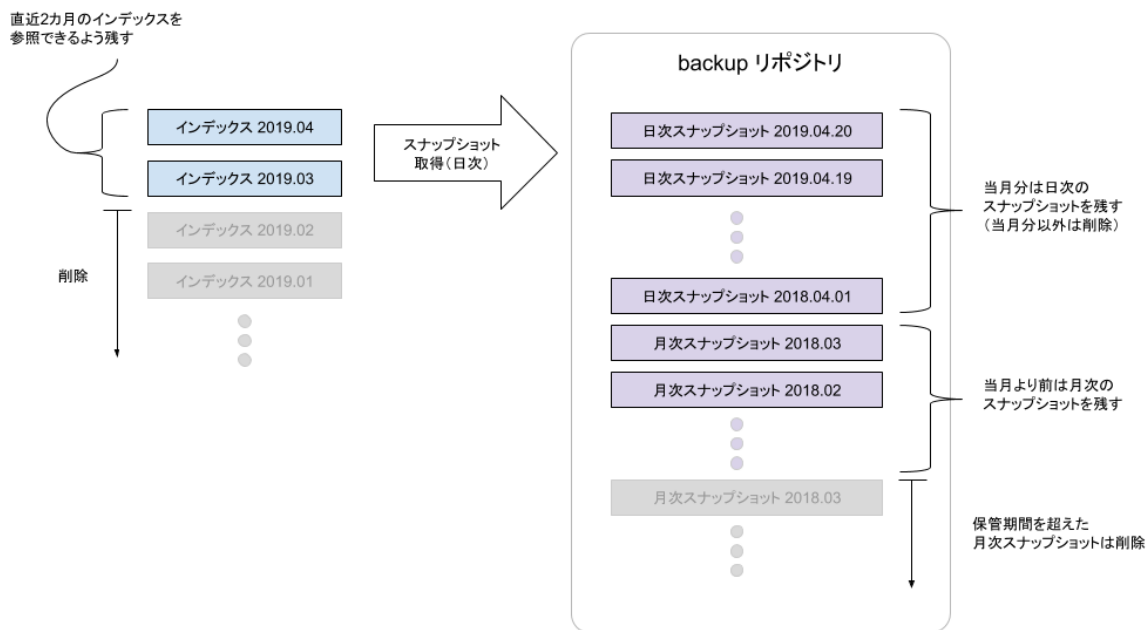 直近2カ月のインデックスを
参照できるよう残す
インデックス 2019.04
インデックス 2019.03
インデックス 2019.02
インデックス 2019.01
削除
スナップショット
取得(日次)
backup リポジトリ
日次スナップショット 2019.04.20
日次スナップショット 2019.04.19
日次スナップショット 2018.04.01
月次スナップショット 2018.03
月次スナップショット 2018.02
月次スナップショット 2018.03
当月分は日次の
スナップショットを残す
(当月分以外は削除)
当月より前は月次の
スナップショットを残す
保管期間を超えた
月次スナップショットは削除